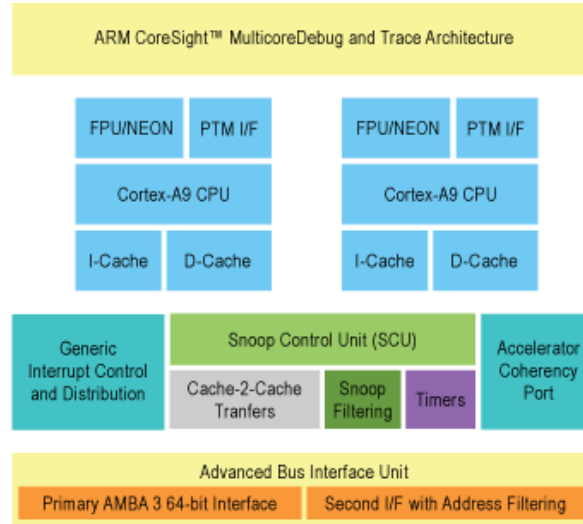 ARM CoreSight™ MulticoreDebug and Trace Architecture
FPU/NEON
PTM I/F
FPU/NEON
PTM I/F
Cortex-A9 CPU
Cortex-A9 CPU
I-Cache
D-Cache
I-Cache
D-Cache
Generic
Interrupt Control
and Distribution
Snoop Control Unit (SCU)
Cache-2-Cache
Tranfers
Snoop
Filtering
Timers
Accelerator
Coherency
Port
Advanced Bus Interface Unit
Primary AMBA 3 64-bit Interface
Second I/F with Address Filtering